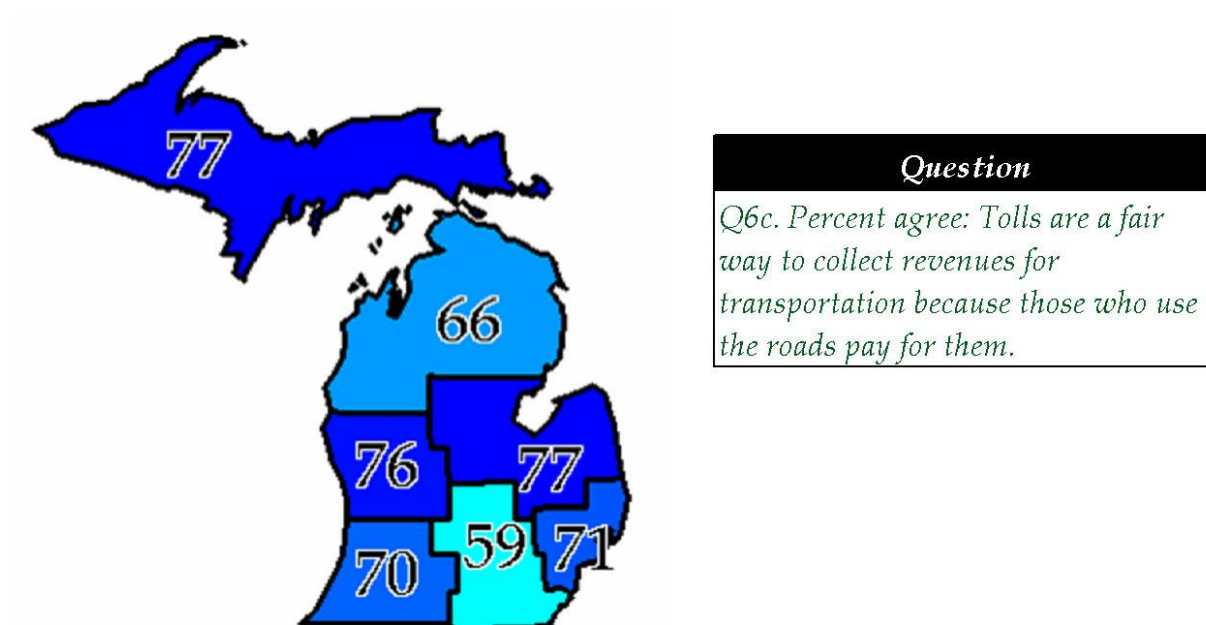 77
66
76
77
59
71
70
Question
Q6c. Percent agree: Tolls are a fair
way to collect revenues for
transportation because those who use
the roads pay for them.